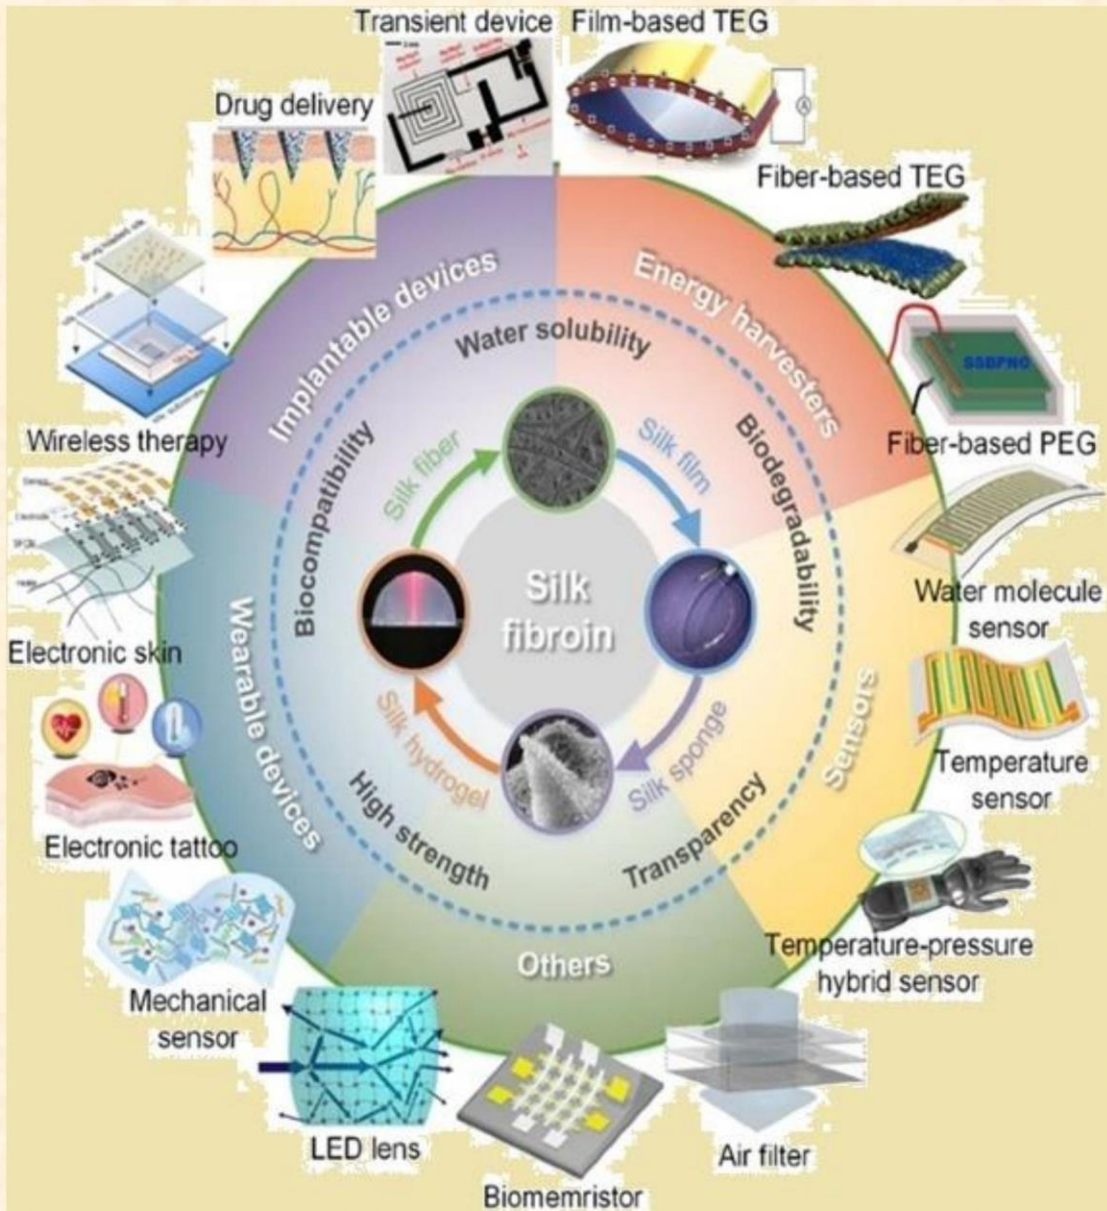 Transient device
Film-based TEG
Drug delivery
Fiber-based TEG
Implantable devices
Energy harvesters
Water solubility
SSBPNG
Wireless therapy
Fiber-based PEG
Biocompatibility
Silk fiber
Silk film
Biodegradability
Silk
fibroin
Water molecule
sensor
Electronic skin
Wearable devices
Sensors
Silk hydrogel
Silk sponge
Temperature
sensor
High strength
Transparency
Electronic tattoo
Temperature-pressure
hybrid sensor
Others
Mechanical
sensor
LED lens
Air filter
Biomemristor